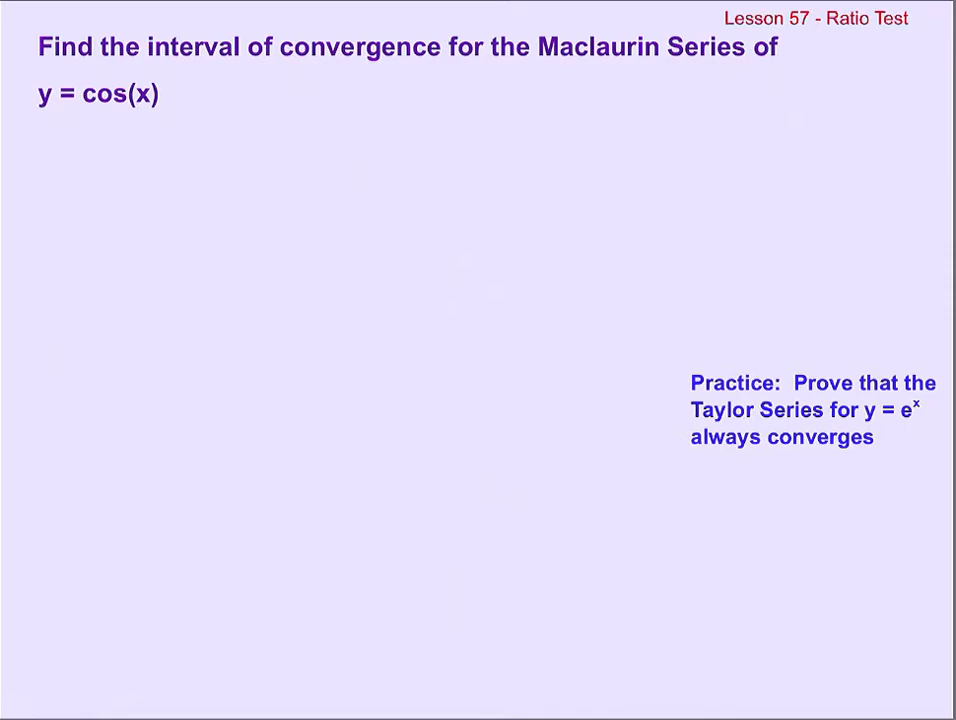 Lesson 57 - Ratio Test
Find the interval of convergence for the Maclaurin Series of
y = cos(x)
Practice: Prove that the
Taylor Series for y = eˣ
always converges